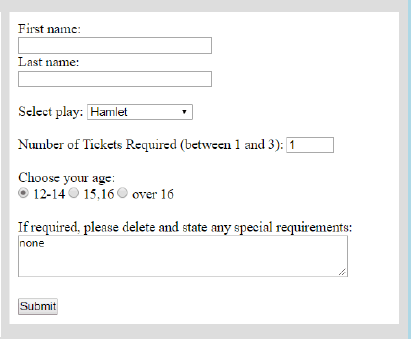 First name:
Last name:
Select play: Hamlet
Number of Tickets Required (between 1 and 3): 1
Choose your age:
12-14 15,16 over 16
If required, please delete and state any special requirements:
none
Submit